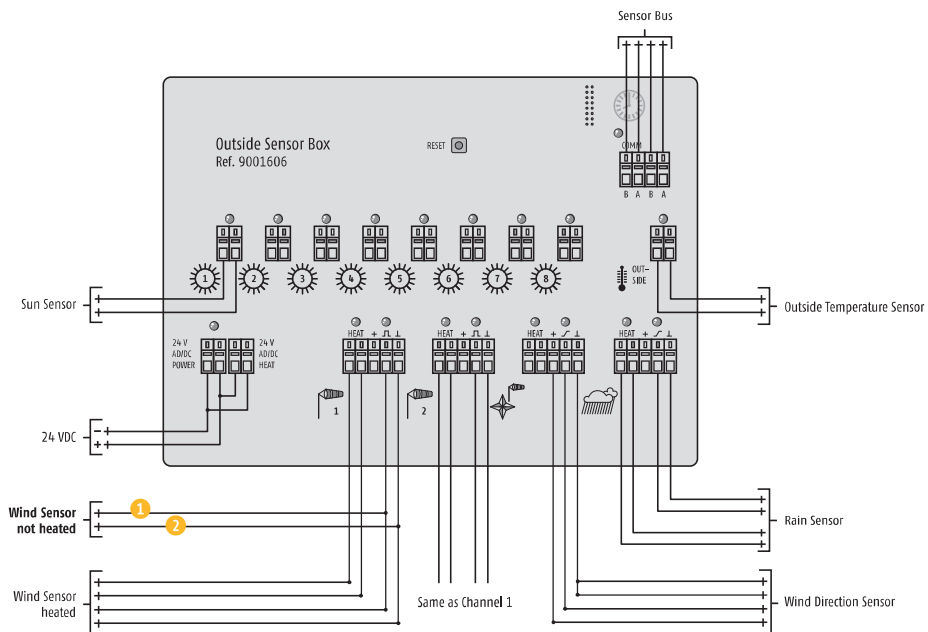 Sensor Bus
Outside Sensor Box
Ref. 9001606
RESET
COMM
B A B A
1 2 3 4 5 6 7 8
OUT–
SIDE
Sun Sensor
Outside Temperature Sensor
24 V
AD/DC
POWER
24 V
AD/DC
HEAT
HEAT + ⎍ ⊥
HEAT + ⎍ ⊥
HEAT +  ⊥
HEAT +  ⊥
1
2
24 VDC
– +
Wind Sensor
not heated
1
2
Rain Sensor
Wind Sensor
heated
Same as Channel 1
Wind Direction Sensor